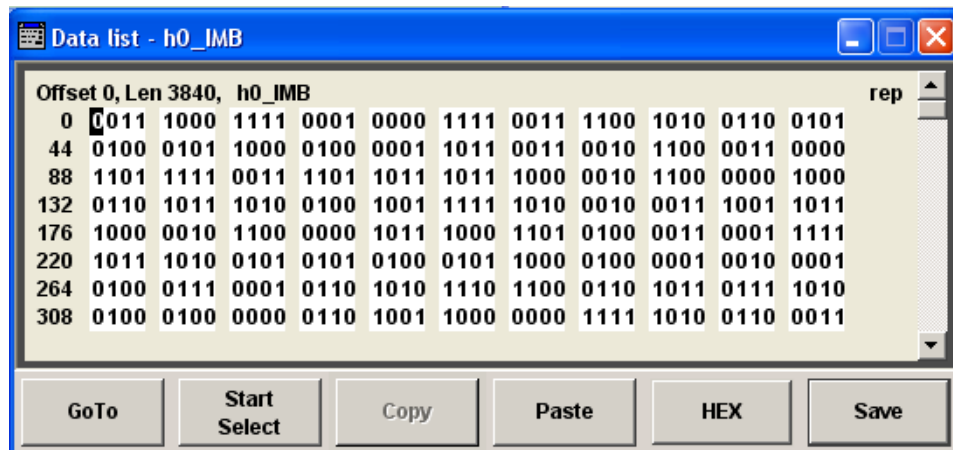 Data list - h0_IMB
Offset 0, Len 3840, h0_IMB rep
0 0011 1000 1111 0001 0000 1111 0011 1100 1010 0110 0101
44 0100 0101 1000 0100 0001 1011 0011 0010 1100 0011 0000
88 1101 1111 0011 1101 1011 1011 1000 0010 1100 0000 1000
132 0110 1011 1010 0100 1001 1111 1010 0010 0011 1001 1011
176 1000 0010 1100 0000 1011 1000 1101 0100 0011 0001 1111
220 1011 1010 0101 0101 0100 0101 1000 0100 0001 0010 0001
264 0100 0111 0001 0110 1010 1110 1100 0110 1011 0111 1010
308 0100 0100 0000 0110 1001 1000 0000 1111 1010 0110 0011
GoTo Start Select Copy Paste HEX Save